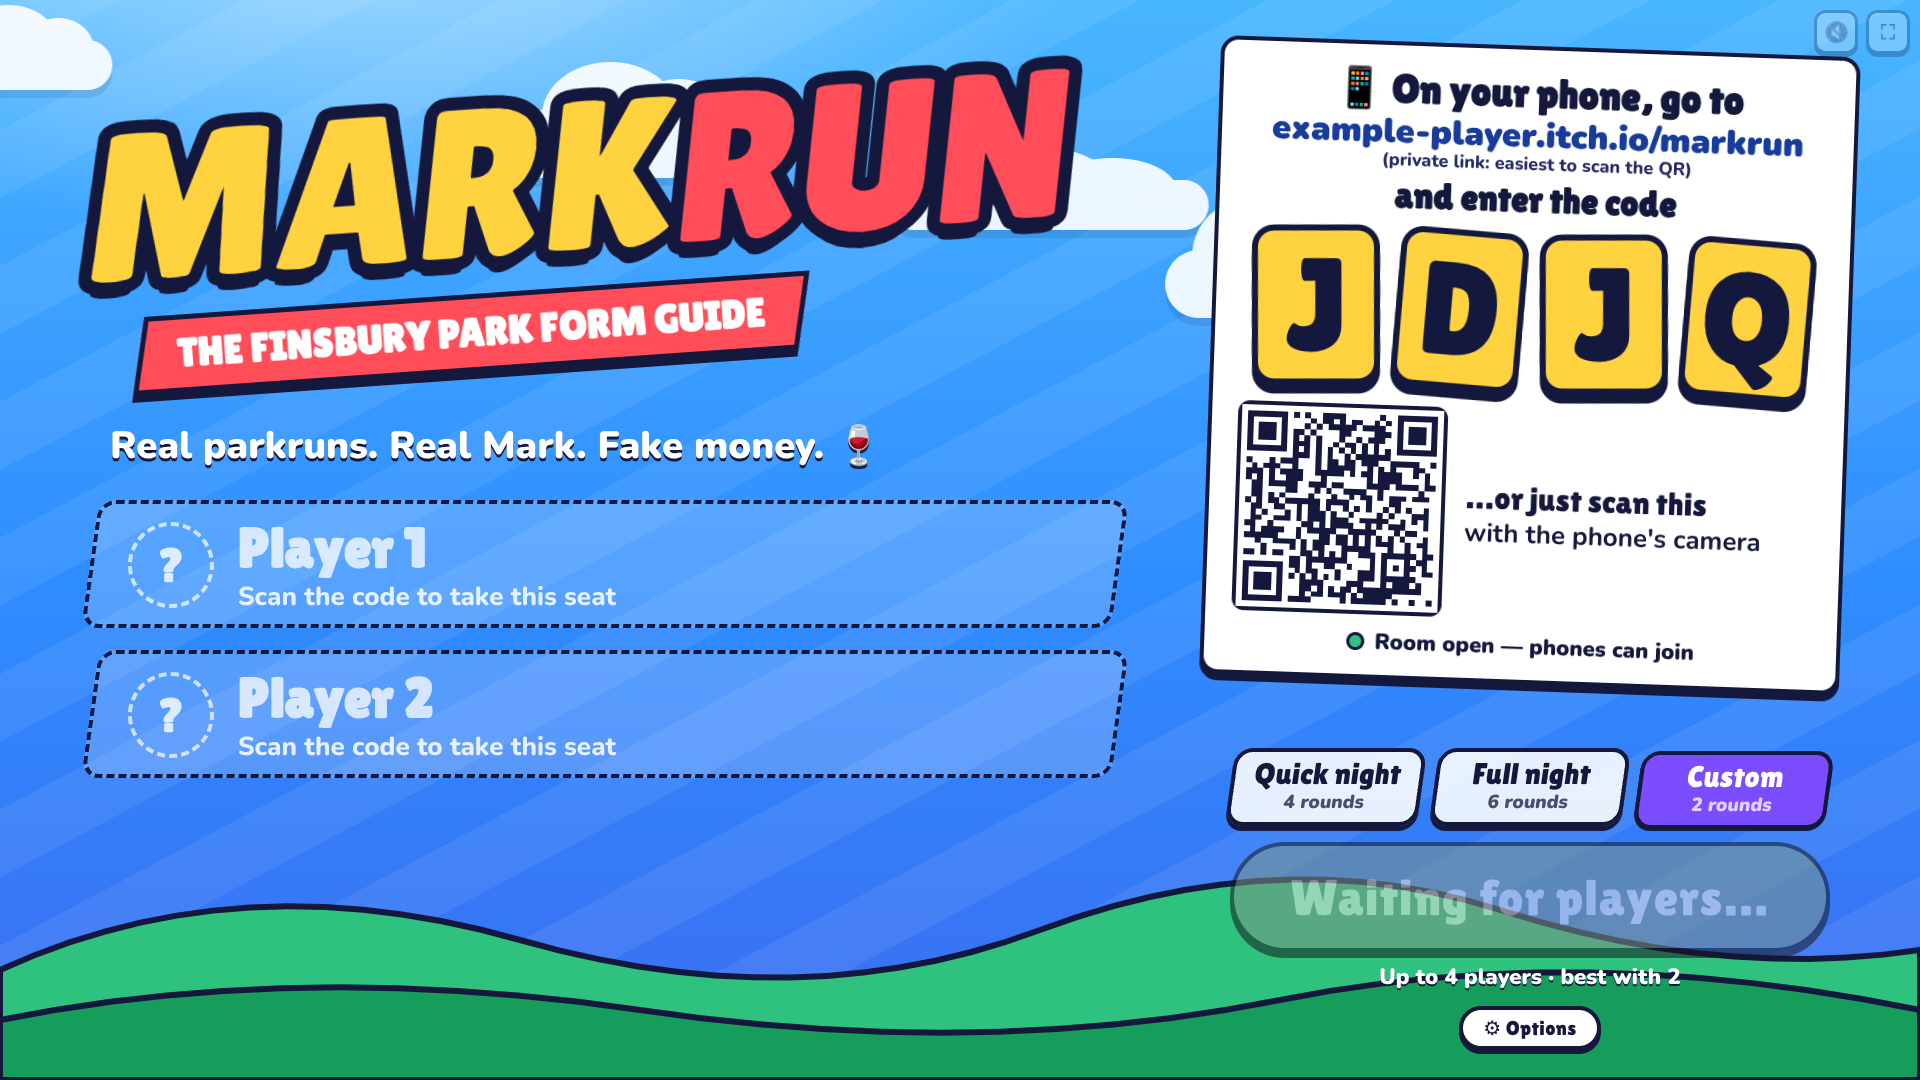 MARKRUN
THE FINSBURY PARK FORM GUIDE
Real parkruns. Real Mark. Fake money.
?
Player 1
Scan the code to take this seat
?
Player 2
Scan the code to take this seat
On your phone, go to
example-player.itch.io/markrun
(private link: easiest to scan the QR)
and enter the code
J D J Q
...or just scan this
with the phone's camera
Room open — phones can join
Quick night
4 rounds
Full night
6 rounds
Custom
2 rounds
Waiting for players...
Up to 4 players · best with 2
⚙ Options